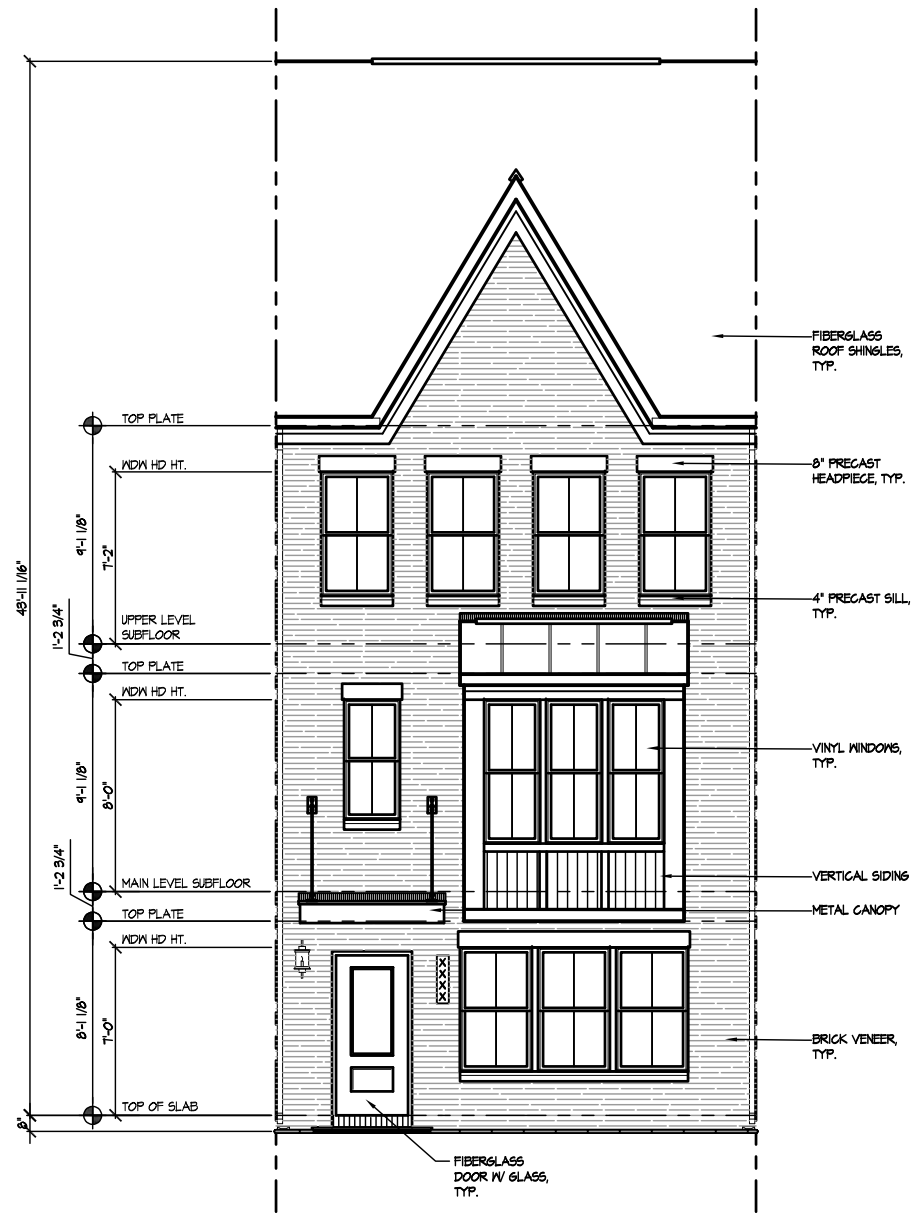 FIBERGLASS
ROOF SHINGLES,
TYP.
TOP PLATE
WDW HD HT.
8" PRECAST
HEADPIECE, TYP.
9'-1 1/8"
7'-2"
43'-11 1/16"
4" PRECAST SILL,
TYP.
UPPER LEVEL
SUBFLOOR
1'-2 3/4"
TOP PLATE
WDW HD HT.
VINYL WINDOWS,
TYP.
9'-1 1/8"
8'-0"
1'-2 3/4"
MAIN LEVEL SUBFLOOR
VERTICAL SIDING
METAL CANOPY
TOP PLATE
WDW HD HT.
X
X
X
X
8'-1 1/8"
7'-0"
BRICK VENEER,
TYP.
TOP OF SLAB
8"
FIBERGLASS
DOOR W/ GLASS,
TYP.